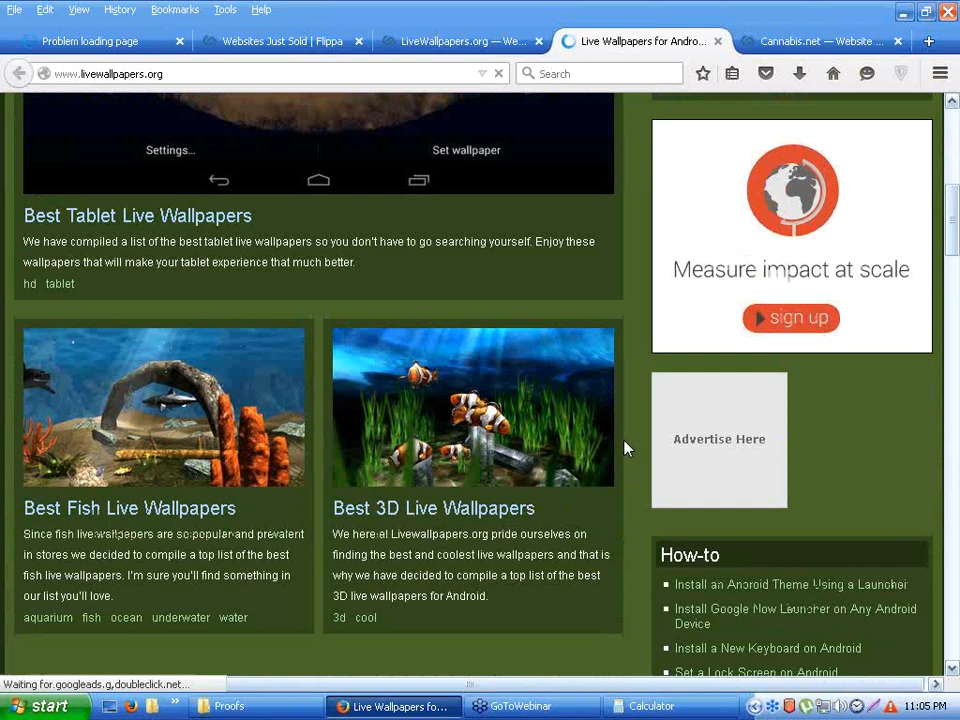 File Edit View History Bookmarks Tools Help
Problem loading page
Websites Just Sold | Flippa
LiveWallpapers.org — We...
Live Wallpapers for Andro...
Cannabis.net — Website ...
www.livewallpapers.org
Search
Settings...
Set wallpaper
Best Tablet Live Wallpapers
We have compiled a list of the best tablet live wallpapers so you don't have to go searching yourself. Enjoy these
wallpapers that will make your tablet experience that much better.
hd tablet
Best Fish Live Wallpapers
Since fish live wallpapers are so popular and prevalent
in stores we decided to compile a top list of the best
fish live wallpapers. I'm sure you'll find something in
our list you'll love.
aquarium fish ocean underwater water
Best 3D Live Wallpapers
We here at Livewallpapers.org pride ourselves on
finding the best and coolest live wallpapers and that is
why we have decided to compile a top list of the best
3D live wallpapers for Android.
3d cool
Measure impact at scale
sign up
Advertise Here
How-to
Install an Android Theme Using a Launcher
Install Google Now Launcher on Any Android
Device
Install a New Keyboard on Android
Set a Lock Screen on Android
Waiting for googleads.g.doubleclick.net...
start
Proofs
Live Wallpapers fo...
GoToWebinar
Calculator
11:05 PM